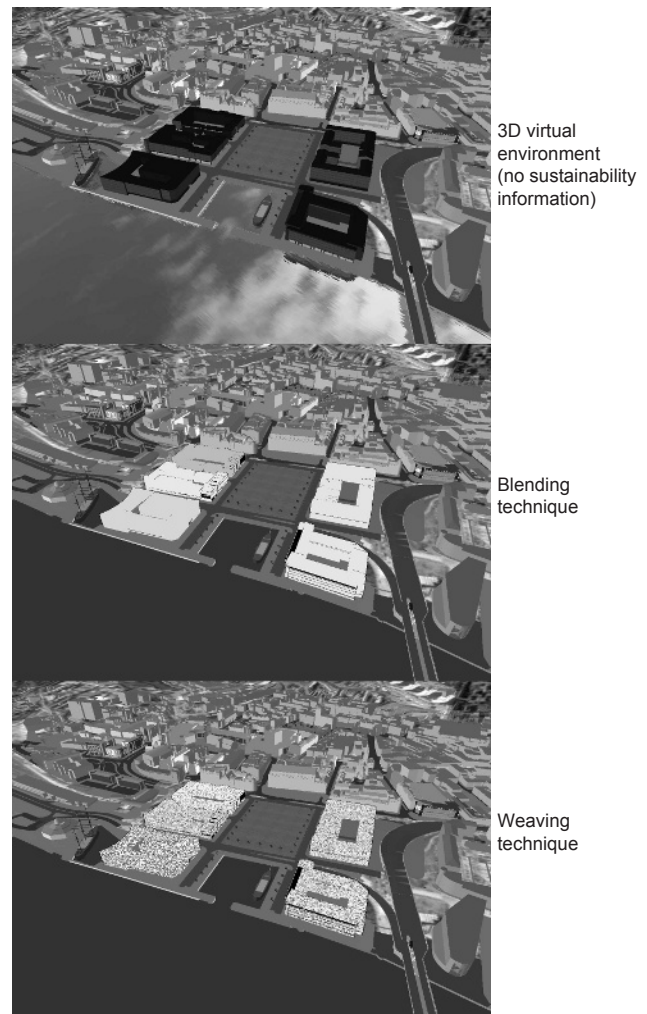 3D virtual
environment
(no sustainability
information)
Blending
technique
Weaving
technique